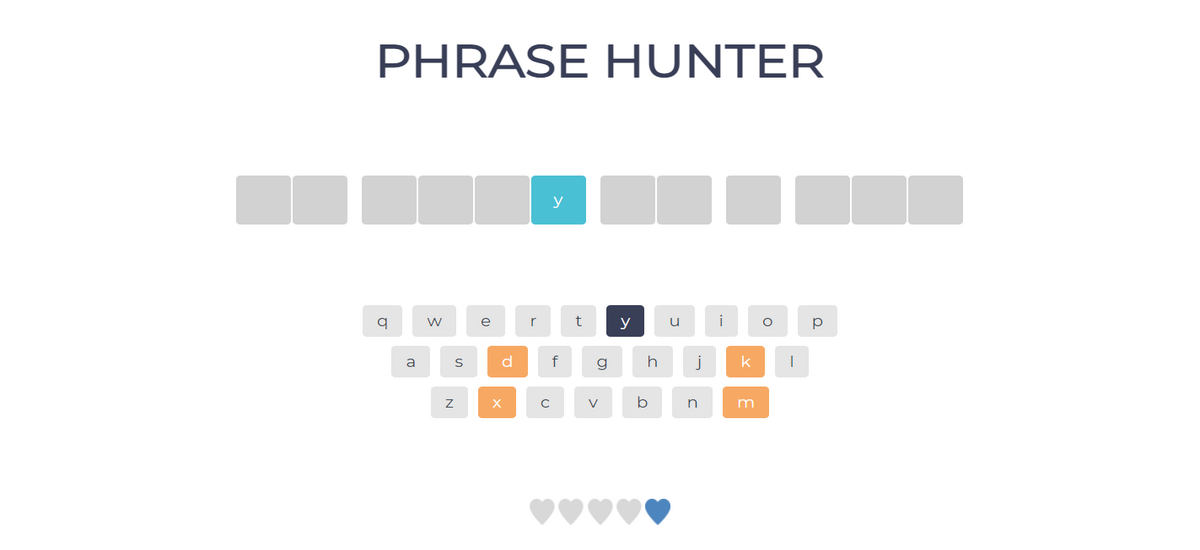 PHRASE HUNTER
y
q w e r t y u i o p
a s d f g h j k l
z x c v b n m